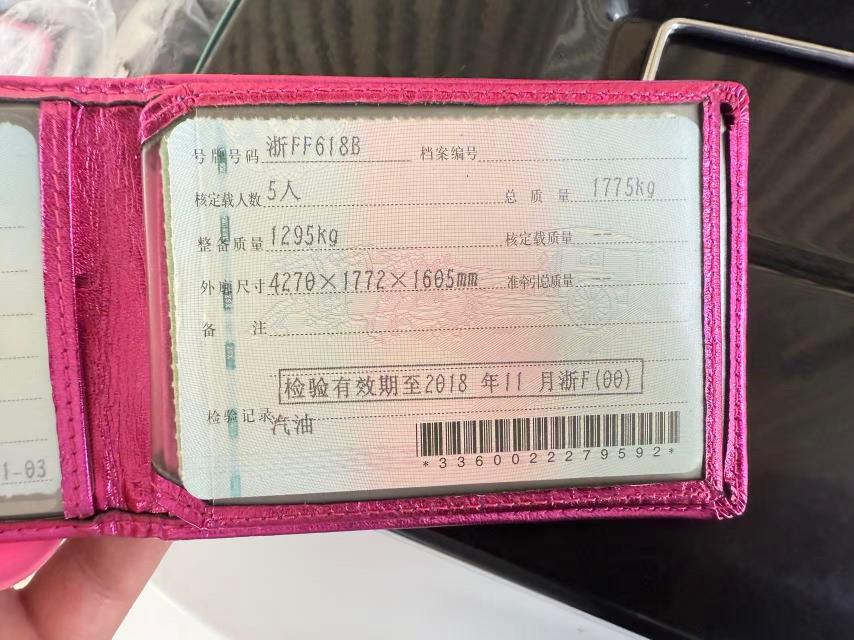 号牌号码 浙FF618B 档案编号
核定载人数 5人 总质量 1775kg
整备质量 1295kg 核定载质量 --
外廓尺寸 4270×1772×1605mm 准牵引总质量 --
备注
检验有效期至2018 年11 月浙F(00)
检验记录 汽油
*3360022279592*
1-03